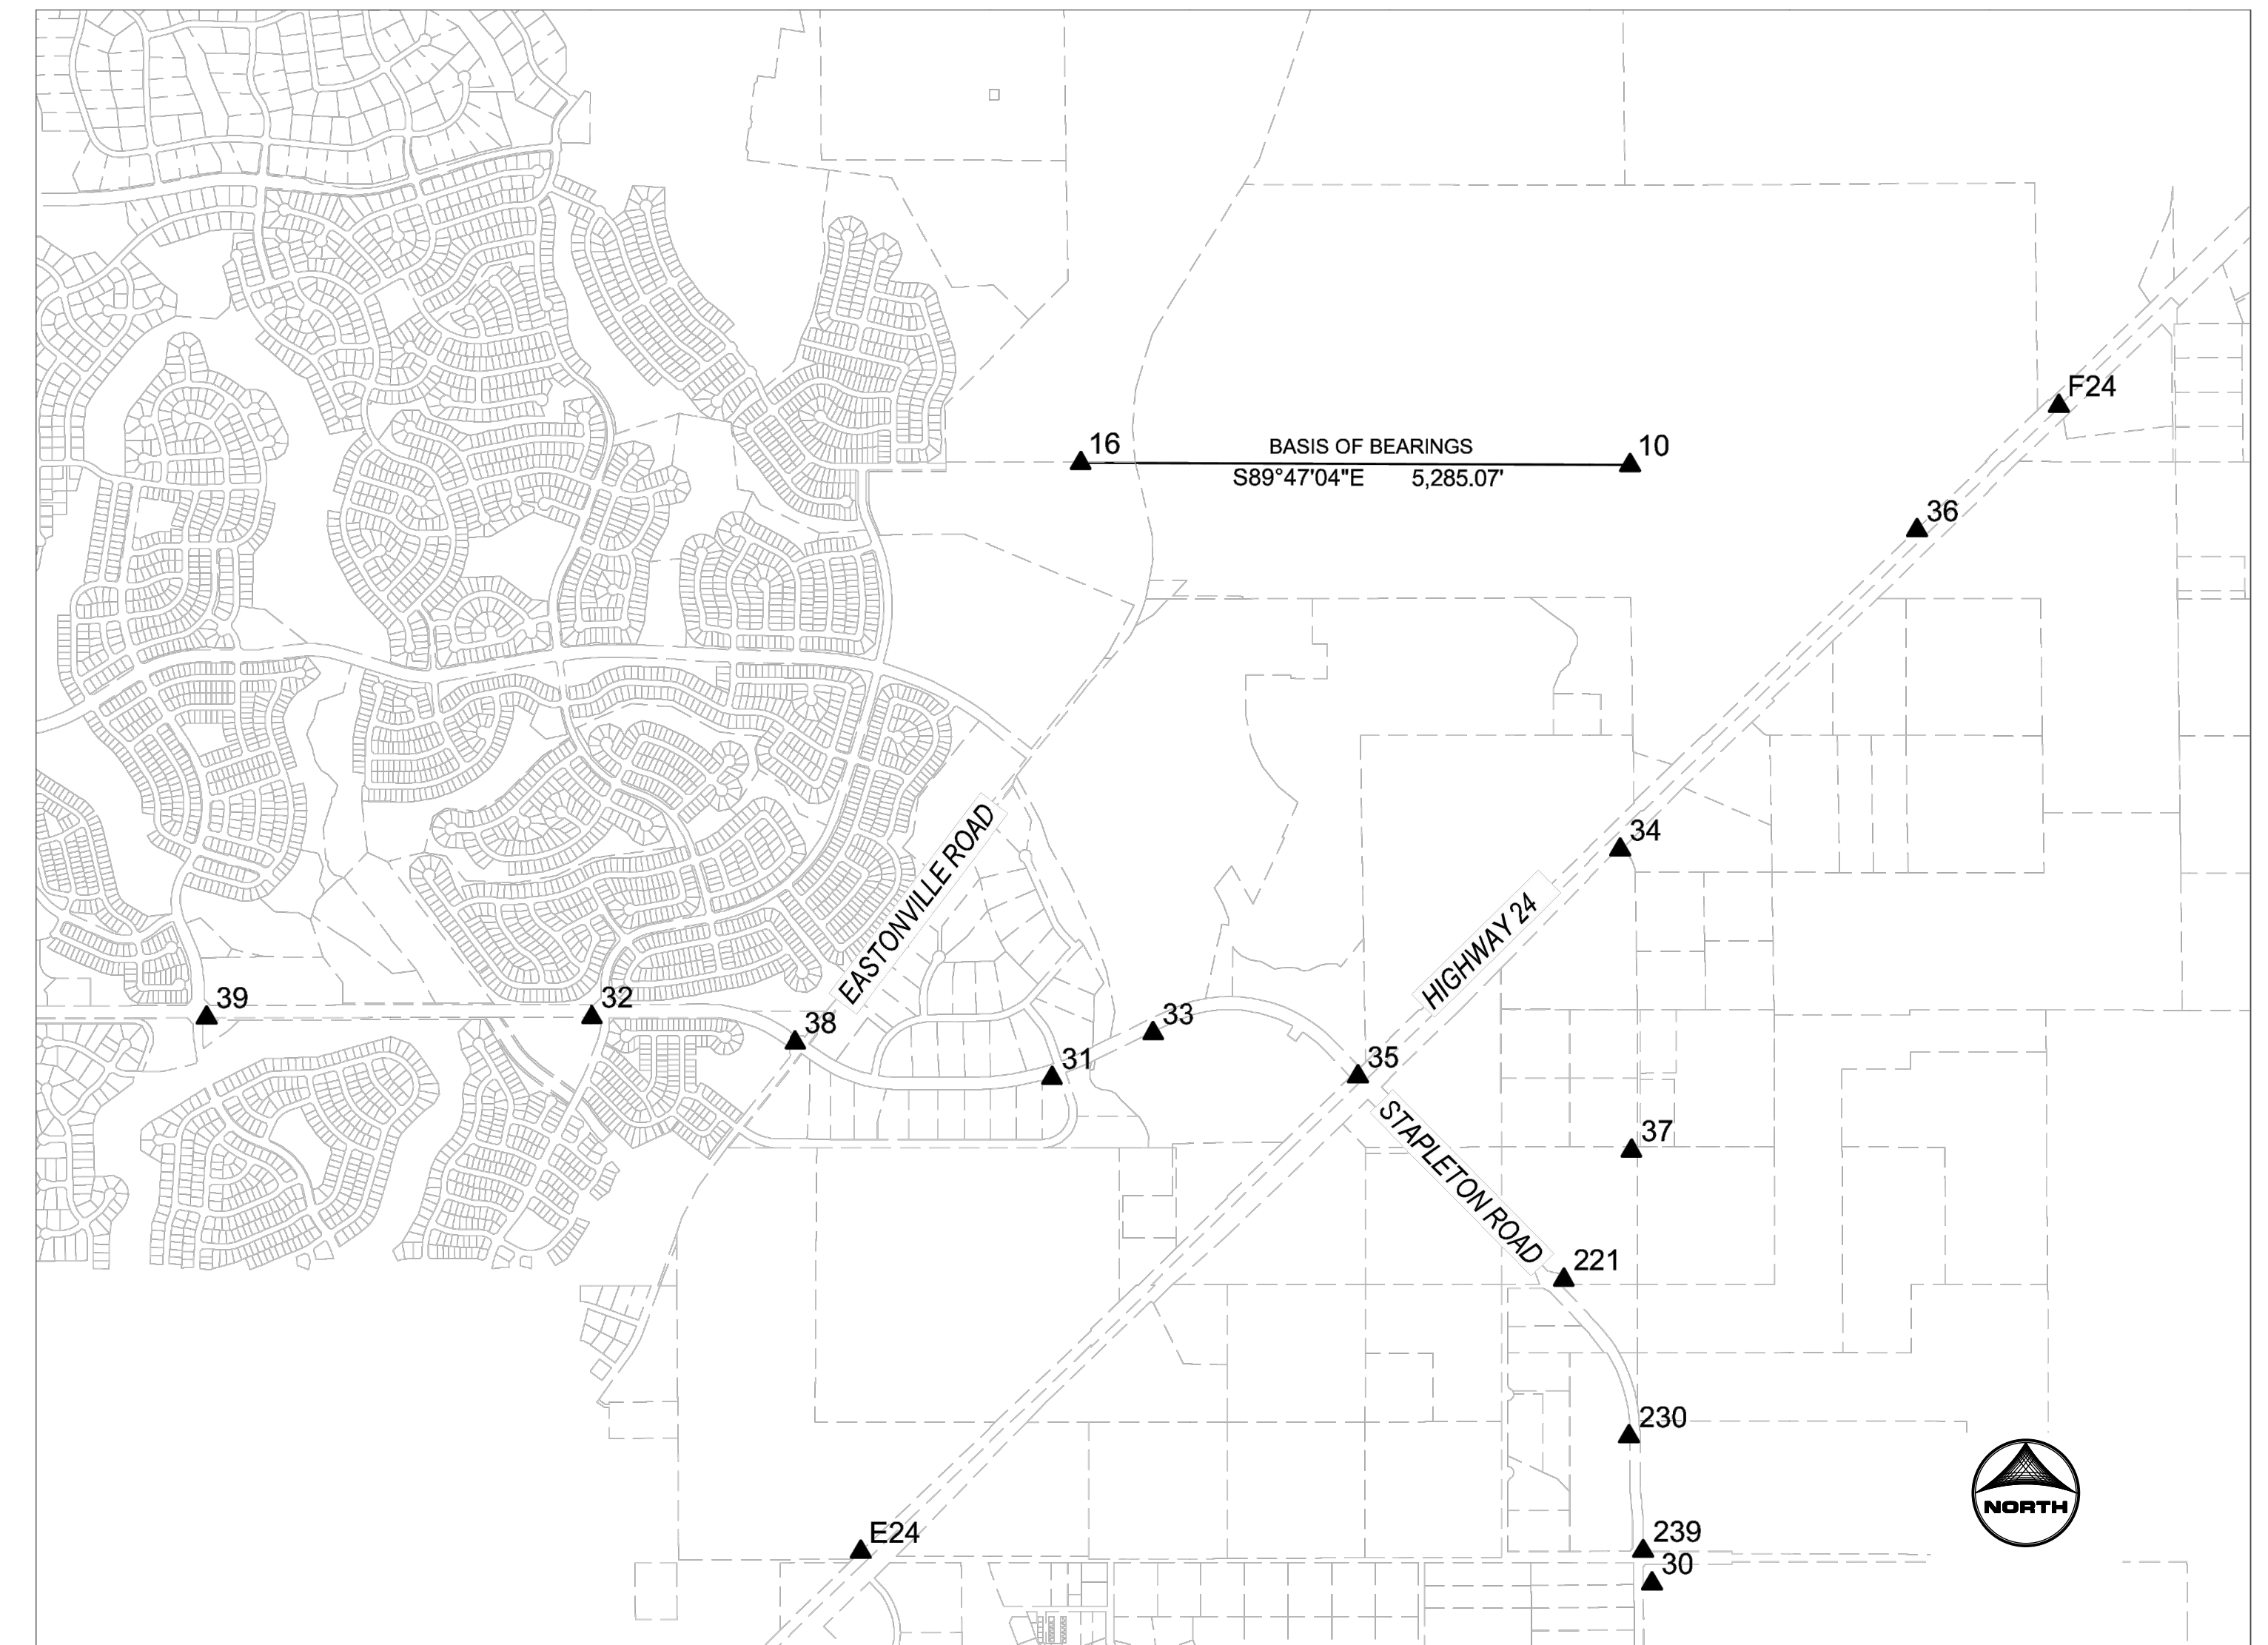 F24
16
BASIS OF BEARINGS
10
S89°47'04"E 5,285.07'
36
34
EASTONVILLE ROAD
HIGHWAY 24
39
32
38
33
31
35
STAPLETON ROAD
37
221
230
NORTH
E24
239
30